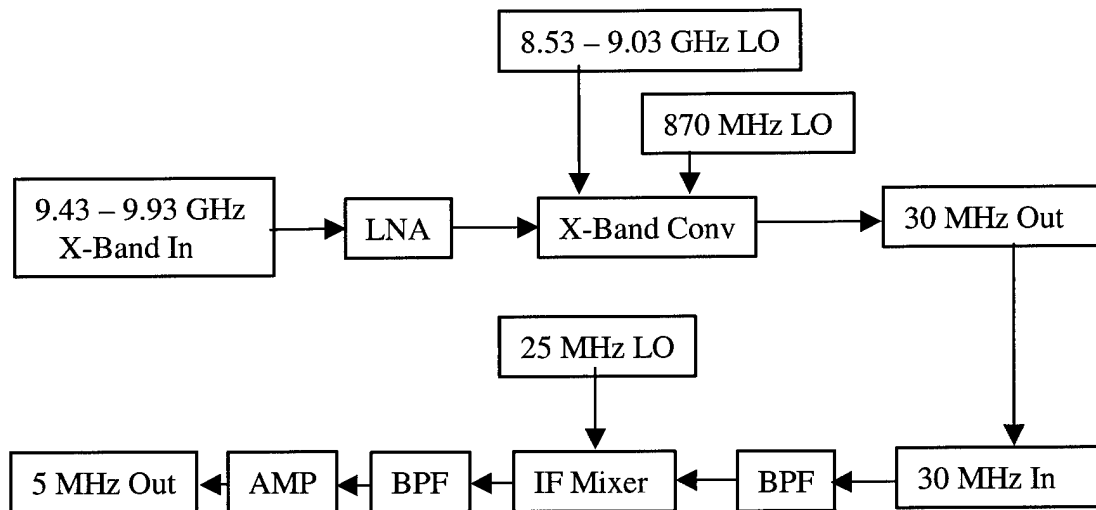 8.53 – 9.03 GHz LO
870 MHz LO
9.43 – 9.93 GHz
X-Band In
LNA
X-Band Conv
30 MHz Out
25 MHz LO
5 MHz Out
AMP
BPF
IF Mixer
BPF
30 MHz In